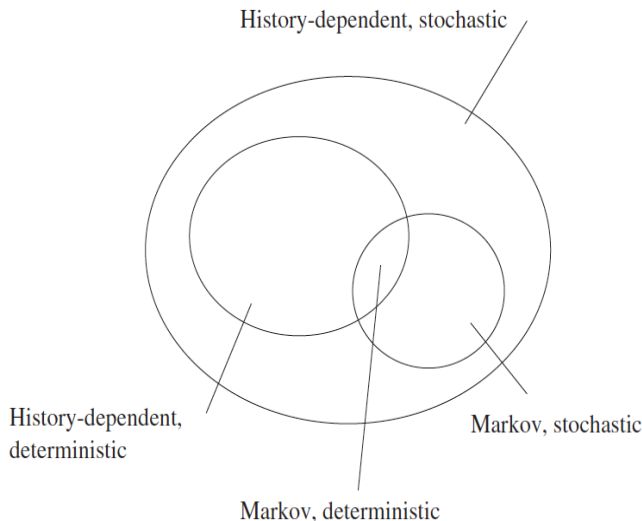 History-dependent, stochastic
History-dependent,
deterministic
Markov, stochastic
Markov, deterministic